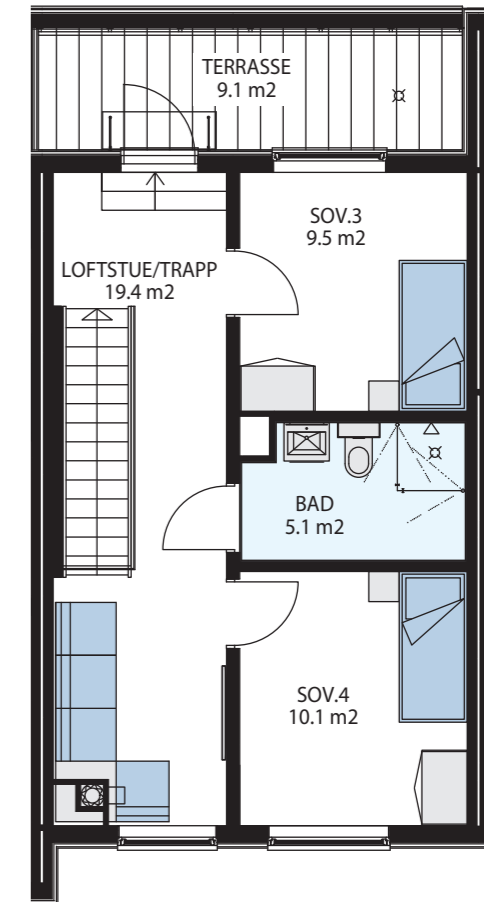 TERRASSE
9.1 m2
SOV.3
9.5 m2
LOFTSTUE/TRAPP
19.4 m2
BAD
5.1 m2
SOV.4
10.1 m2